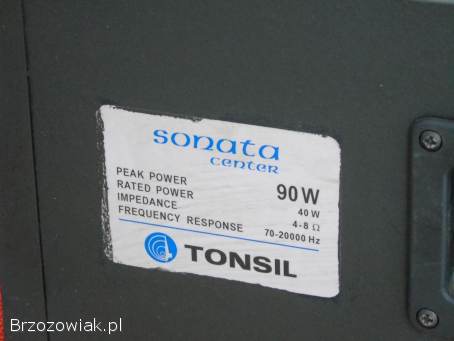 sonata
center
PEAK POWER 90 W
RATED POWER 40 W
IMPEDANCE 4-8 Ω
FREQUENCY RESPONSE 70-20000 Hz
TONSIL
Brzozowiak.pl